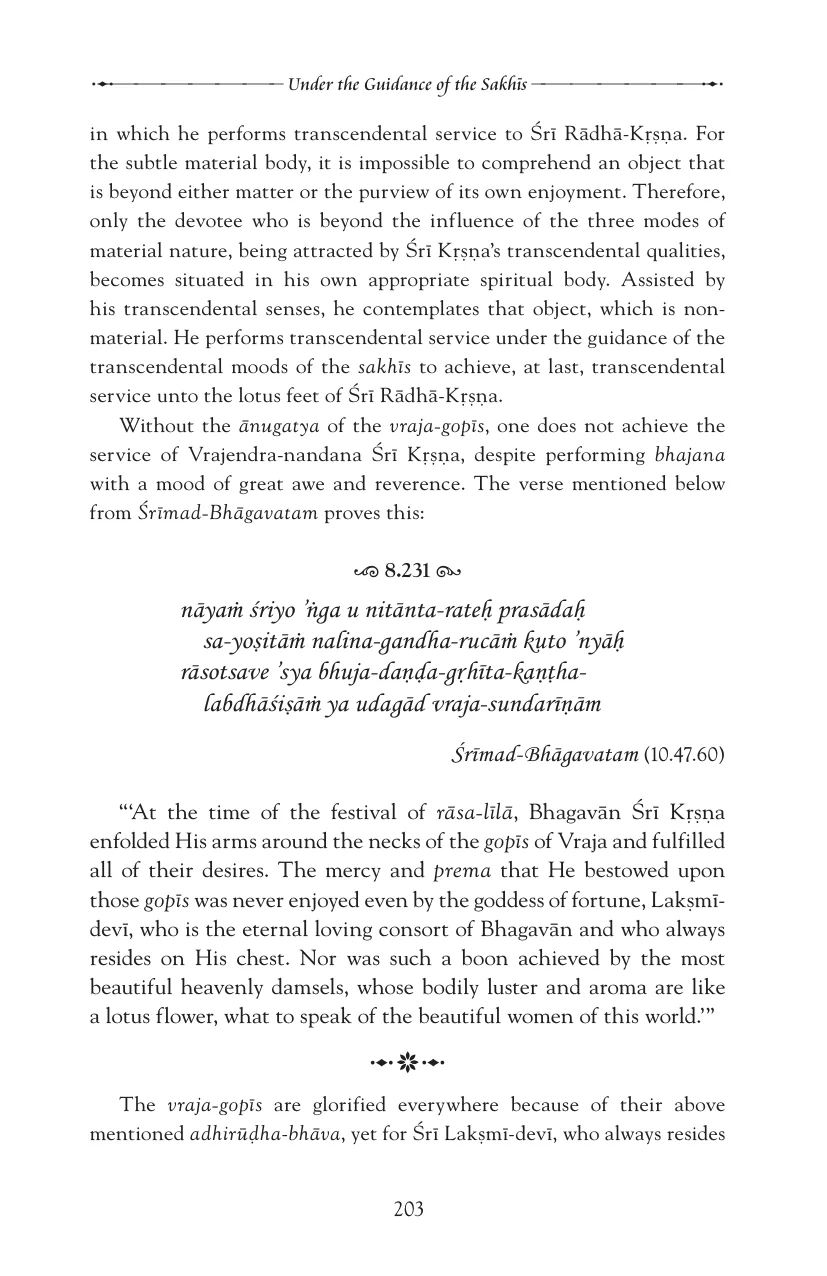 Under the Guidance of the Sakhīs
in which he performs transcendental service to Śrī Rādhā-Kṛṣṇa. For
the subtle material body, it is impossible to comprehend an object that
is beyond either matter or the purview of its own enjoyment. Therefore,
only the devotee who is beyond the influence of the three modes of
material nature, being attracted by Śrī Kṛṣṇa’s transcendental qualities,
becomes situated in his own appropriate spiritual body. Assisted by
his transcendental senses, he contemplates that object, which is non-
material. He performs transcendental service under the guidance of the
transcendental moods of the sakhīs to achieve, at last, transcendental
service unto the lotus feet of Śrī Rādhā-Kṛṣṇa.
Without the ānugatya of the vraja-gopīs, one does not achieve the
service of Vrajendra-nandana Śrī Kṛṣṇa, despite performing bhajana
with a mood of great awe and reverence. The verse mentioned below
from Śrīmad-Bhāgavatam proves this:
8.231
nāyaṁ śriyo ’ṅga u nitānta-rateḥ prasādaḥ
sa-yoṣitāṁ nalina-gandha-rucāṁ kuto ’nyāḥ
rāsotsave ’sya bhuja-daṇḍa-gṛhīta-kaṇṭha-
labdhāśiṣāṁ ya udagād vraja-sundarīṇām
Śrīmad-Bhāgavatam (10.47.60)
“‘At the time of the festival of rāsa-līlā, Bhagavān Śrī Kṛṣṇa
enfolded His arms around the necks of the gopīs of Vraja and fulfilled
all of their desires. The mercy and prema that He bestowed upon
those gopīs was never enjoyed even by the goddess of fortune, Lakṣmī-
devī, who is the eternal loving consort of Bhagavān and who always
resides on His chest. Nor was such a boon achieved by the most
beautiful heavenly damsels, whose bodily luster and aroma are like
a lotus flower, what to speak of the beautiful women of this world.’”
The vraja-gopīs are glorified everywhere because of their above
mentioned adhirūḍha-bhāva, yet for Śrī Lakṣmī-devī, who always resides
203